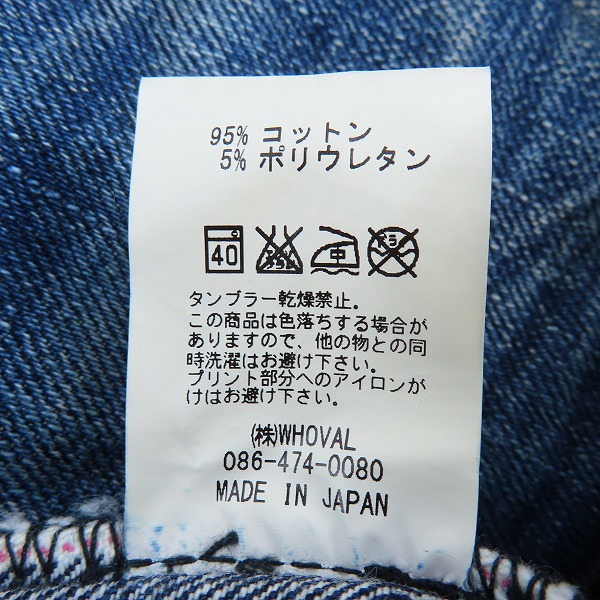 95% コットン
5% ポリウレタン
40 中
タンブラー乾燥禁止。
この商品は色落ちする場合が
ありますので、他の物との同
時洗濯はお避け下さい。
プリント部分へのアイロンが
けはお避け下さい。
(株)WHOVAL
086-474-0080
MADE IN JAPAN